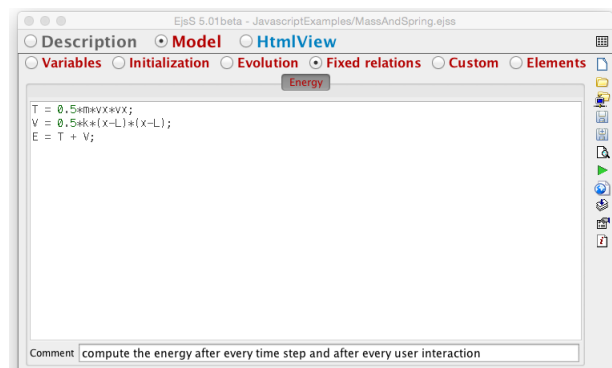 EjsS 5.01beta - JavascriptExamples/MassAndSpring.ejss
Description Model HtmlView
Variables Initialization Evolution Fixed relations Custom Elements
Energy
T = 0.5*m*vx*vx;
V = 0.5*k*(x-L)*(x-L);
E = T + V;
Comment compute the energy after every time step and after every user interaction